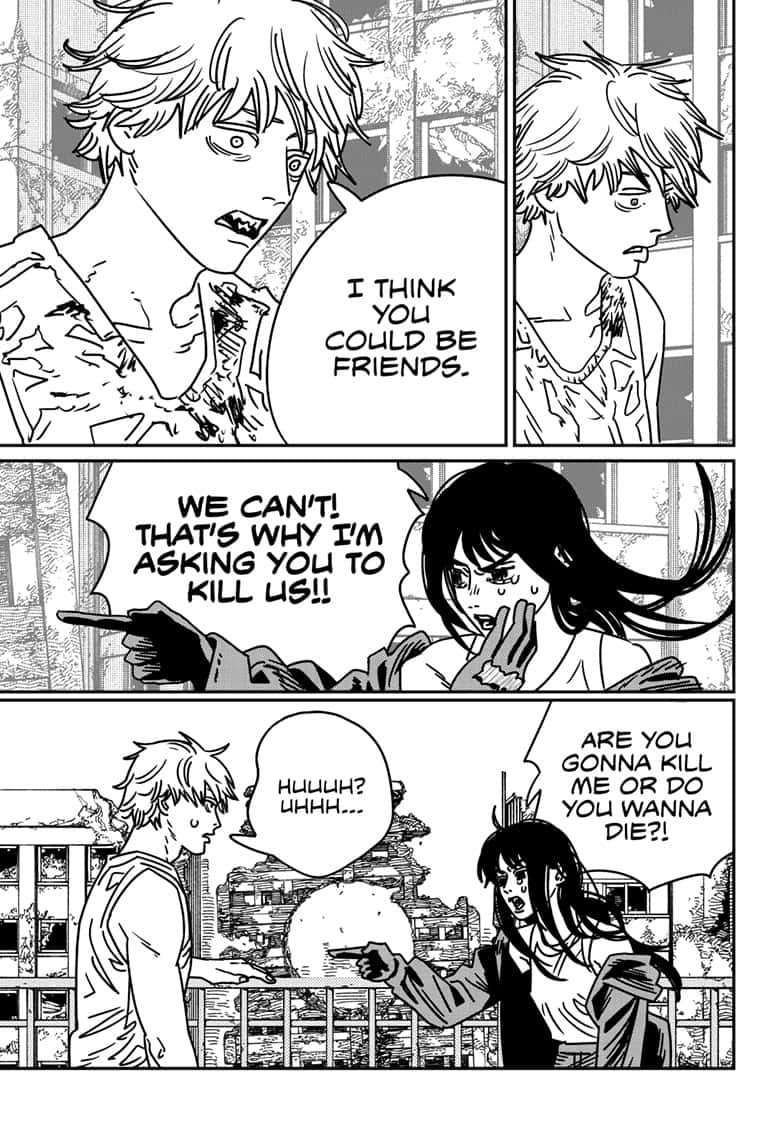 I THINK
YOU
COULD BE
FRIENDS.
WE CAN'T!
THAT'S WHY I'M
ASKING YOU TO
KILL US!!
ARE YOU
GONNA KILL
ME OR DO
YOU WANNA
DIE?!
HUUUH?
UHHH...